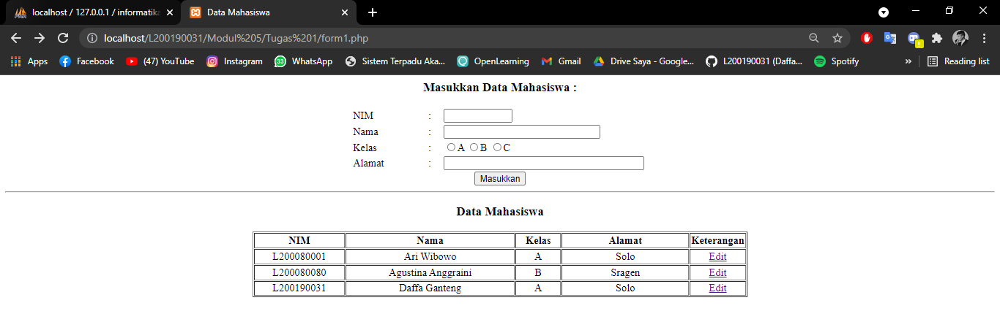 localhost / 127.0.0.1 / informatika
Data Mahasiswa
localhost/L200190031/Modul%205/Tugas%201/form1.php
Apps Facebook (47) YouTube Instagram WhatsApp Sistem Terpadu Aka... OpenLearning Gmail Drive Saya - Google... L200190031 (Daffa... Spotify » Reading list
Masukkan Data Mahasiswa :
NIM :
Nama :
Kelas : A B C
Alamat :
Masukkan
Data Mahasiswa
NIM Nama Kelas Alamat Keterangan
L200080001 Ari Wibowo A Solo Edit
L200080080 Agustina Anggraini B Sragen Edit
L200190031 Daffa Ganteng A Solo Edit